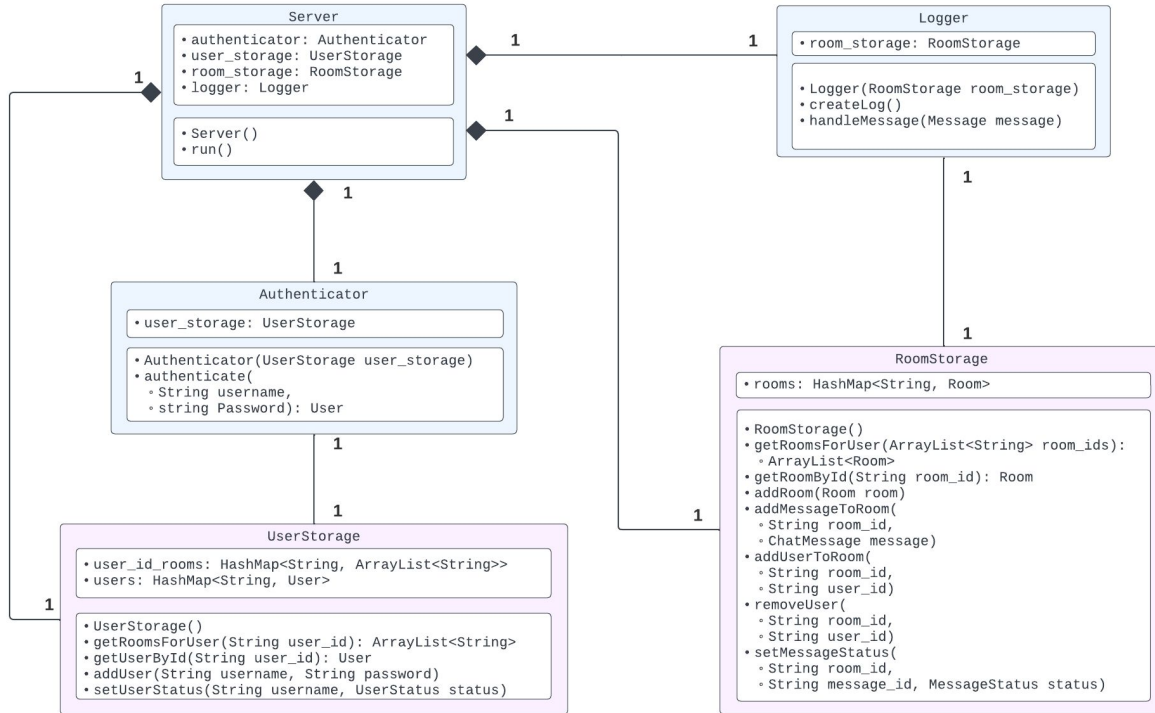 Server
• authenticator: Authenticator
• user_storage: UserStorage
• room_storage: RoomStorage
• logger: Logger
• Server()
• run()
1
1
1
1
1
Logger
• room_storage: RoomStorage
• Logger(RoomStorage room_storage)
• createLog()
• handleMessage(Message message)
1
1
Authenticator
• user_storage: UserStorage
• Authenticator(UserStorage user_storage)
• authenticate(
◦ String username,
◦ string Password): User
1
1
1
UserStorage
• user_id_rooms: HashMap<String, ArrayList<String>>
• users: HashMap<String, User>
• UserStorage()
• getRoomsForUser(String user_id): ArrayList<String>
• getUserById(String user_id): User
• addUser(String username, String password)
• setUserStatus(String username, UserStatus status)
1
1
RoomStorage
• rooms: HashMap<String, Room>
• RoomStorage()
• getRoomsForUser(ArrayList<String> room_ids):
◦ ArrayList<Room>
• getRoomById(String room_id): Room
• addRoom(Room room)
• addMessageToRoom(
◦ String room_id,
◦ ChatMessage message)
• addUserToRoom(
◦ String room_id,
◦ String user_id)
• removeUser(
◦ String room_id,
◦ String user_id)
• setMessageStatus(
◦ String room_id,
◦ String message_id, MessageStatus status)